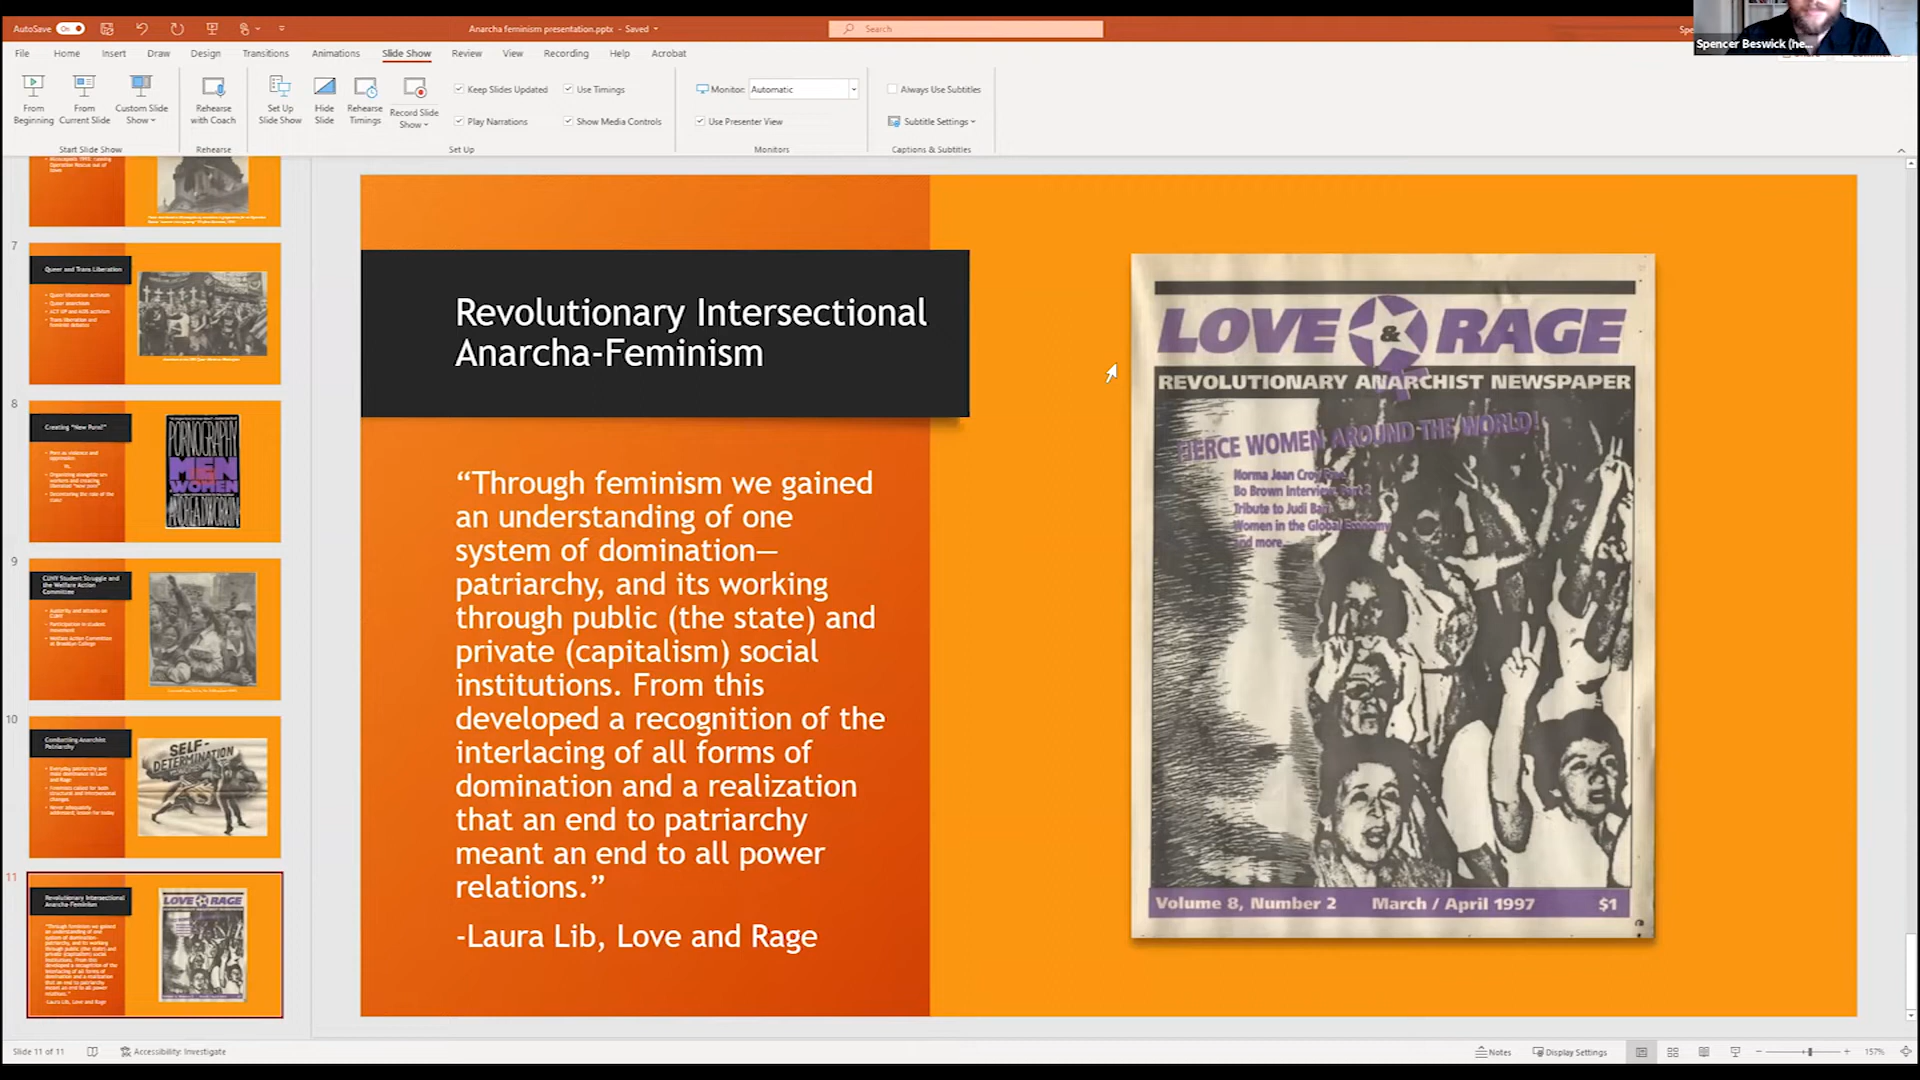 AutoSave On
Anarcha feminism presentation.pptx - Saved
Search
Spencer Beswick (he...
File Home Insert Draw Design Transitions Animations Slide Show Review View Recording Help Acrobat
From Beginning
From Current Slide
Custom Slide Show
Rehearse with Coach
Set Up Slide Show
Hide Slide
Rehearse Timings
Record Slide Show
Keep Slides Updated
Use Timings
Play Narrations
Show Media Controls
Monitor: Automatic
Use Presenter View
Always Use Subtitles
Subtitle Settings
Start Slide Show
Rehearse
Set Up
Monitors
Captions & Subtitles
7
Queer and Trans Liberation
8
Creating "New Porn?"
PORNOGRAPHY
MEN
WOMEN
ANDREA DWORKIN
9
CUNY Student Struggle and
the Welfare Action
Committee
10
Combatting Anarchist
Patriarchy
SELF-
DETERMINATION
11
Revolutionary Intersectional
Anarcha-Feminism
LOVE & RAGE
Revolutionary Intersectional
Anarcha-Feminism
“Through feminism we gained
an understanding of one
system of domination—
patriarchy, and its working
through public (the state) and
private (capitalism) social
institutions. From this
developed a recognition of the
interlacing of all forms of
domination and a realization
that an end to patriarchy
meant an end to all power
relations.”
-Laura Lib, Love and Rage
LOVE & RAGE
REVOLUTIONARY ANARCHIST NEWSPAPER
FIERCE WOMEN AROUND THE WORLD!
Norma Jean Croy
Bo Brown Interview: Part 2
Tribute to Judi Bari
Women in the Global Economy
and more...
Volume 8, Number 2 March / April 1997 $1
Slide 11 of 11
Accessibility: Investigate
Notes
Display Settings
157%